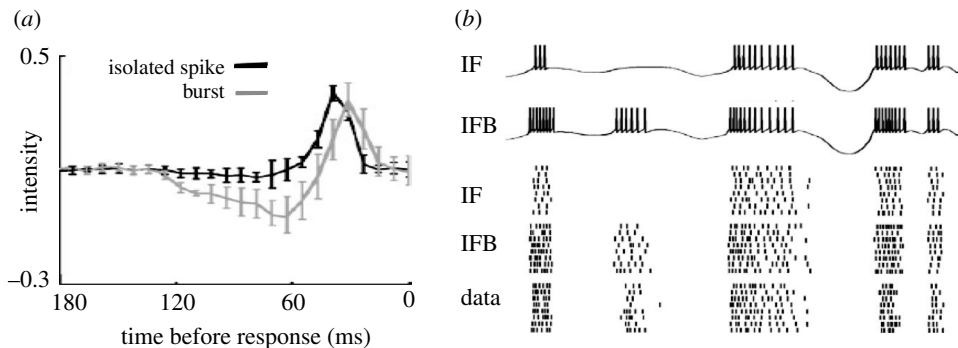 (a)
0.5
isolated spike
burst
intensity
–0.3
180
120
60
0
time before response (ms)
(b)
IF
IFB
IF
IFB
data